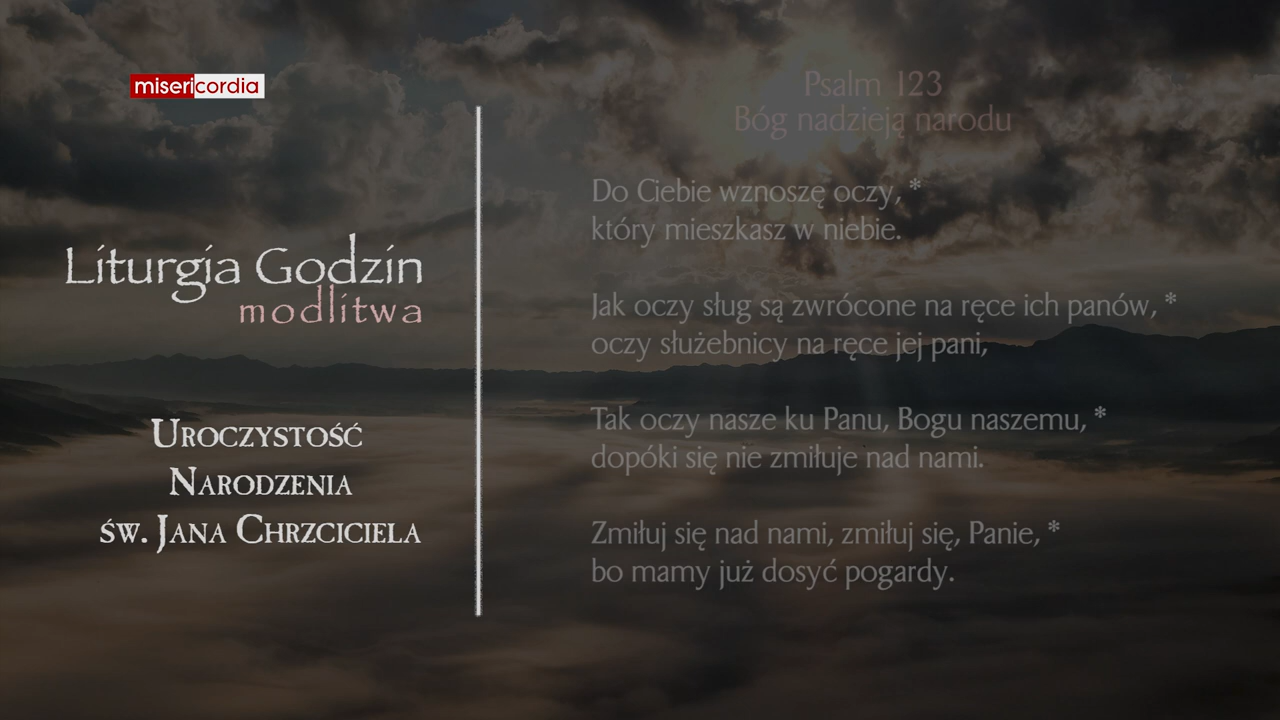 misericordia
Liturgia Godzin
modlitwa
Uroczystość
Narodzenia
św. Jana Chrzciciela
Psalm 123
Bóg nadzieją narodu
Do Ciebie wznoszę oczy, *
który mieszkasz w niebie.
Jak oczy sług są zwrócone na ręce ich panów, *
oczy służebnicy na ręce jej pani,
Tak oczy nasze ku Panu, Bogu naszemu, *
dopóki się nie zmiłuje nad nami.
Zmiłuj się nad nami, zmiłuj się, Panie, *
bo mamy już dosyć pogardy.